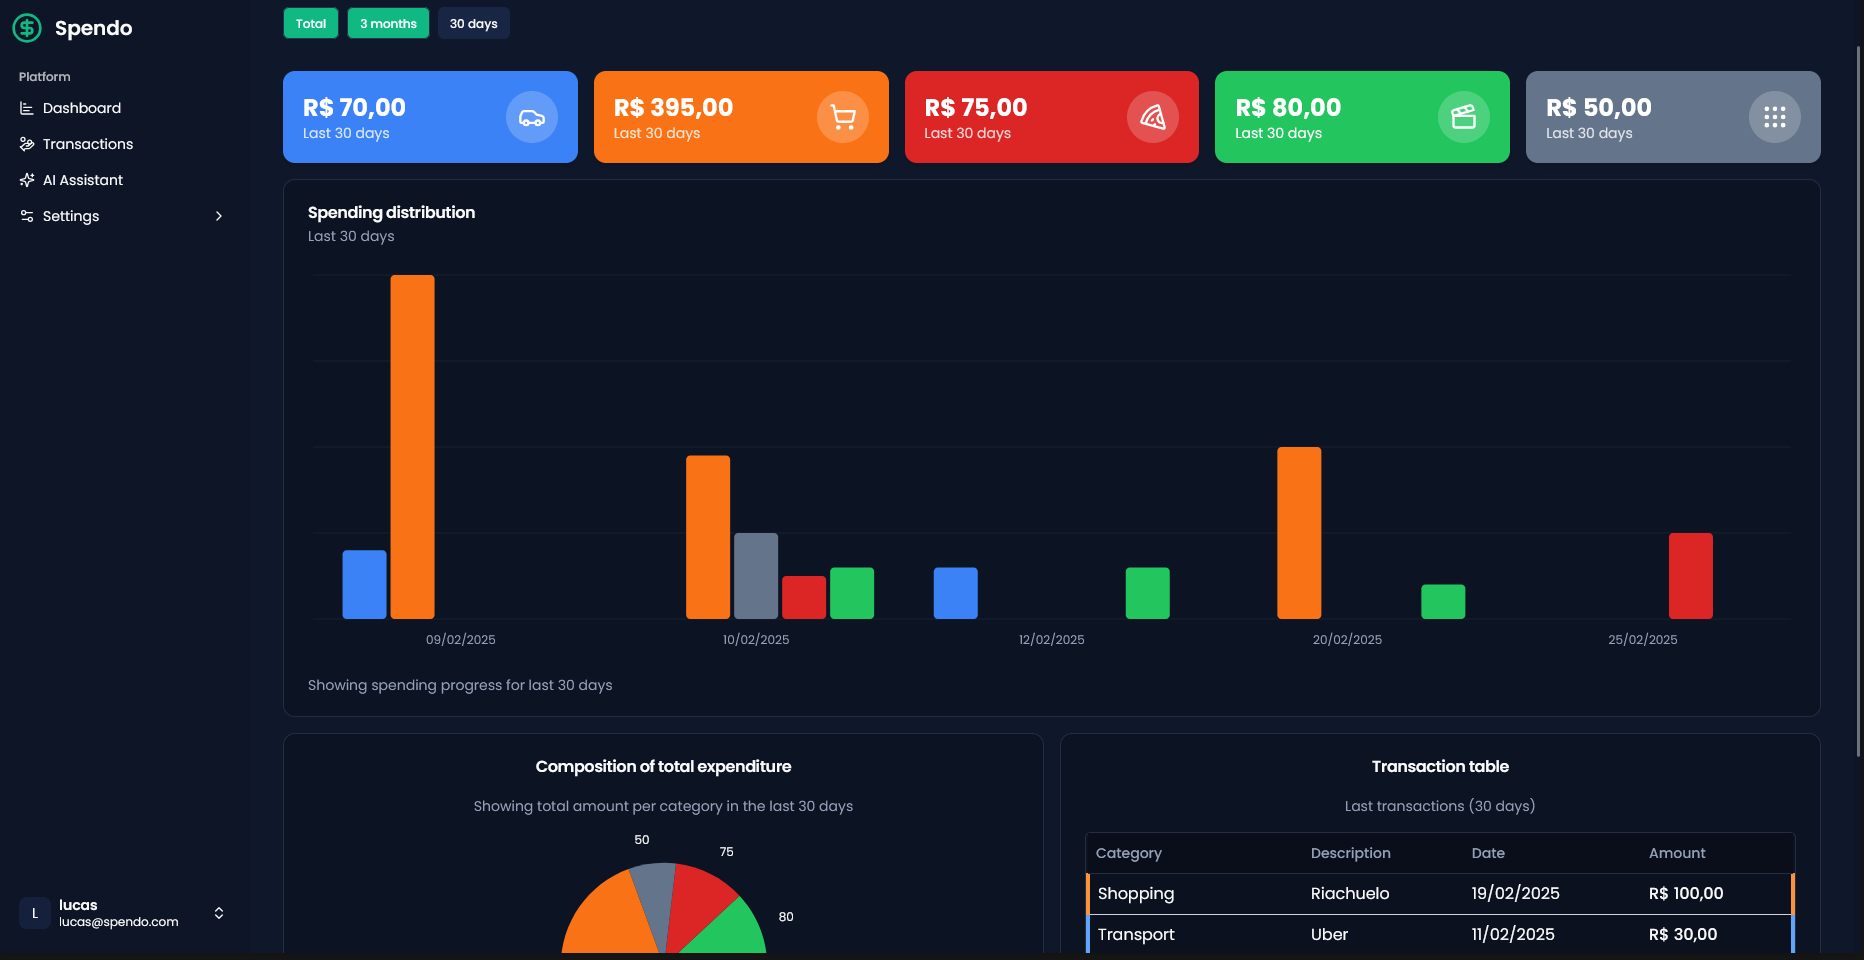 Spendo
Platform
Dashboard
Transactions
AI Assistant
Settings
L
lucas
lucas@spendo.com
Total
3 months
30 days
R$ 70,00
Last 30 days
R$ 395,00
Last 30 days
R$ 75,00
Last 30 days
R$ 80,00
Last 30 days
R$ 50,00
Last 30 days
Spending distribution
Last 30 days
09/02/2025
10/02/2025
12/02/2025
20/02/2025
25/02/2025
Showing spending progress for last 30 days
Composition of total expenditure
Showing total amount per category in the last 30 days
50
75
80
Transaction table
Last transactions (30 days)
Category Description Date Amount
Shopping Riachuelo 19/02/2025 R$ 100,00
Transport Uber 11/02/2025 R$ 30,00